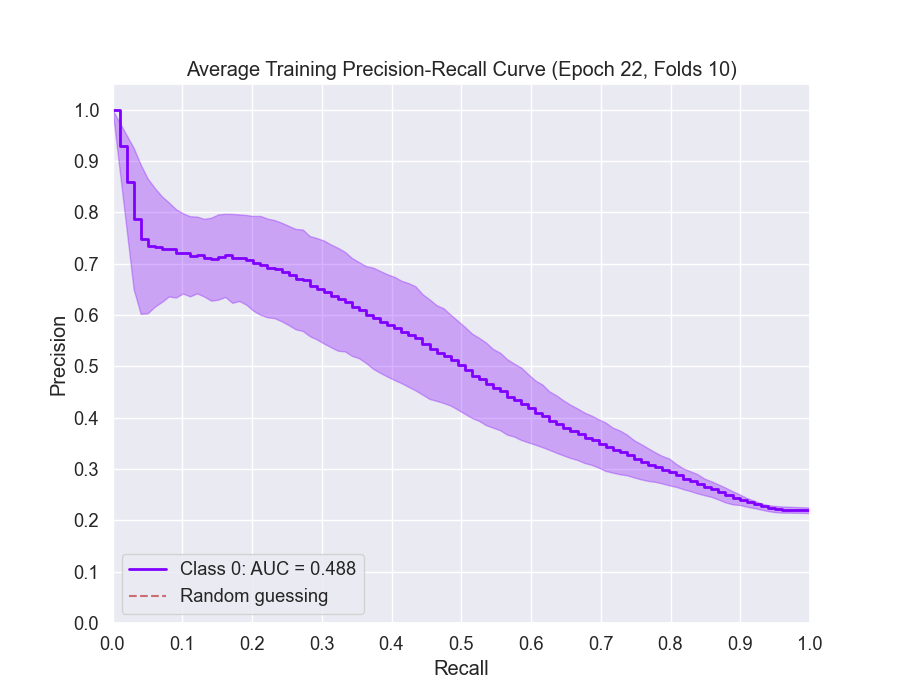 Average Training Precision-Recall Curve (Epoch 22, Folds 10)
Precision
1.0
0.9
0.8
0.7
0.6
0.5
0.4
0.3
0.2
0.1
0.0
Class 0: AUC = 0.488
Random guessing
0.0 0.1 0.2 0.3 0.4 0.5 0.6 0.7 0.8 0.9 1.0
Recall